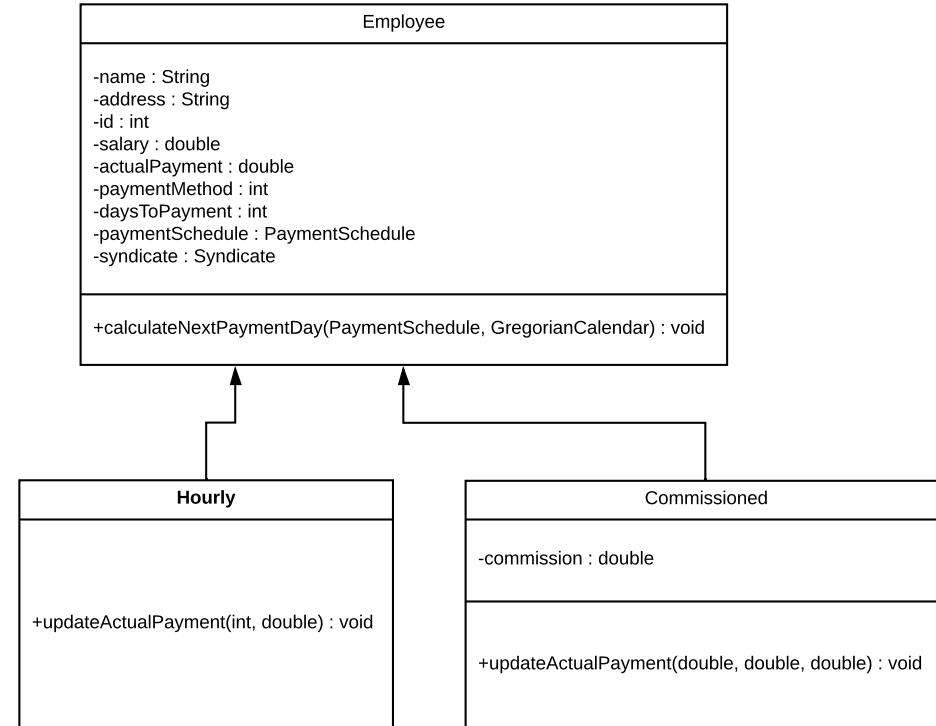 Employee
-name : String
-address : String
-id : int
-salary : double
-actualPayment : double
-paymentMethod : int
-daysToPayment : int
-paymentSchedule : PaymentSchedule
-syndicate : Syndicate
+calculateNextPaymentDay(PaymentSchedule, GregorianCalendar) : void
Hourly
+updateActualPayment(int, double) : void
Commissioned
-commission : double
+updateActualPayment(double, double, double) : void